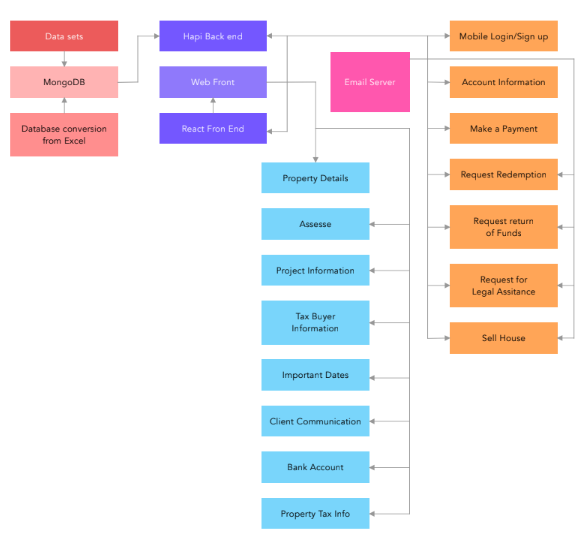 Data sets
Hapi Back end
Mobile Login/Sign up
MongoDB
Web Front
Email Server
Account Information
Database conversion
from Excel
React Fron End
Make a Payment
Property Details
Request Redemption
Assesse
Request return
of Funds
Project Information
Request for
Legal Assitance
Tax Buyer
Information
Sell House
Important Dates
Client Communication
Bank Account
Property Tax Info